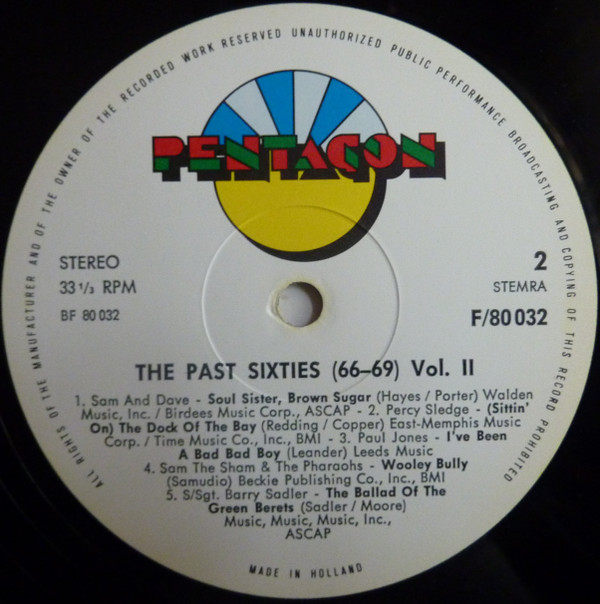 ALL RIGHTS OF THE MANUFACTURER AND OF THE OWNER OF THE RECORDED WORK RESERVED UNAUTHORIZED PUBLIC PERFORMANCE BROADCASTING AND COPYING OF THIS RECORD PROHIBITED
PENTAGON
STEREO
33 1/3 RPM
BF 80 032
2
STEMRA
F/80 032
THE PAST SIXTIES (66–69) Vol. II
1. Sam And Dave - Soul Sister, Brown Sugar (Hayes / Porter) Walden
Music, Inc. / Birdees Music Corp., ASCAP - 2. Percy Sledge - (Sittin'
On) The Dock Of The Bay (Redding / Copper) East-Memphis Music
Corp. / Time Music Co., Inc., BMI - 3. Paul Jones - I've Been
A Bad Bad Boy (Leander) Leeds Music
4. Sam The Sham & The Pharaohs - Wooley Bully
(Samudio) Beckie Publishing Co., Inc., BMI
5. S/Sgt. Barry Sadler - The Ballad Of The
Green Berets (Sadler / Moore)
Music, Music, Music, Inc.,
ASCAP
MADE IN HOLLAND